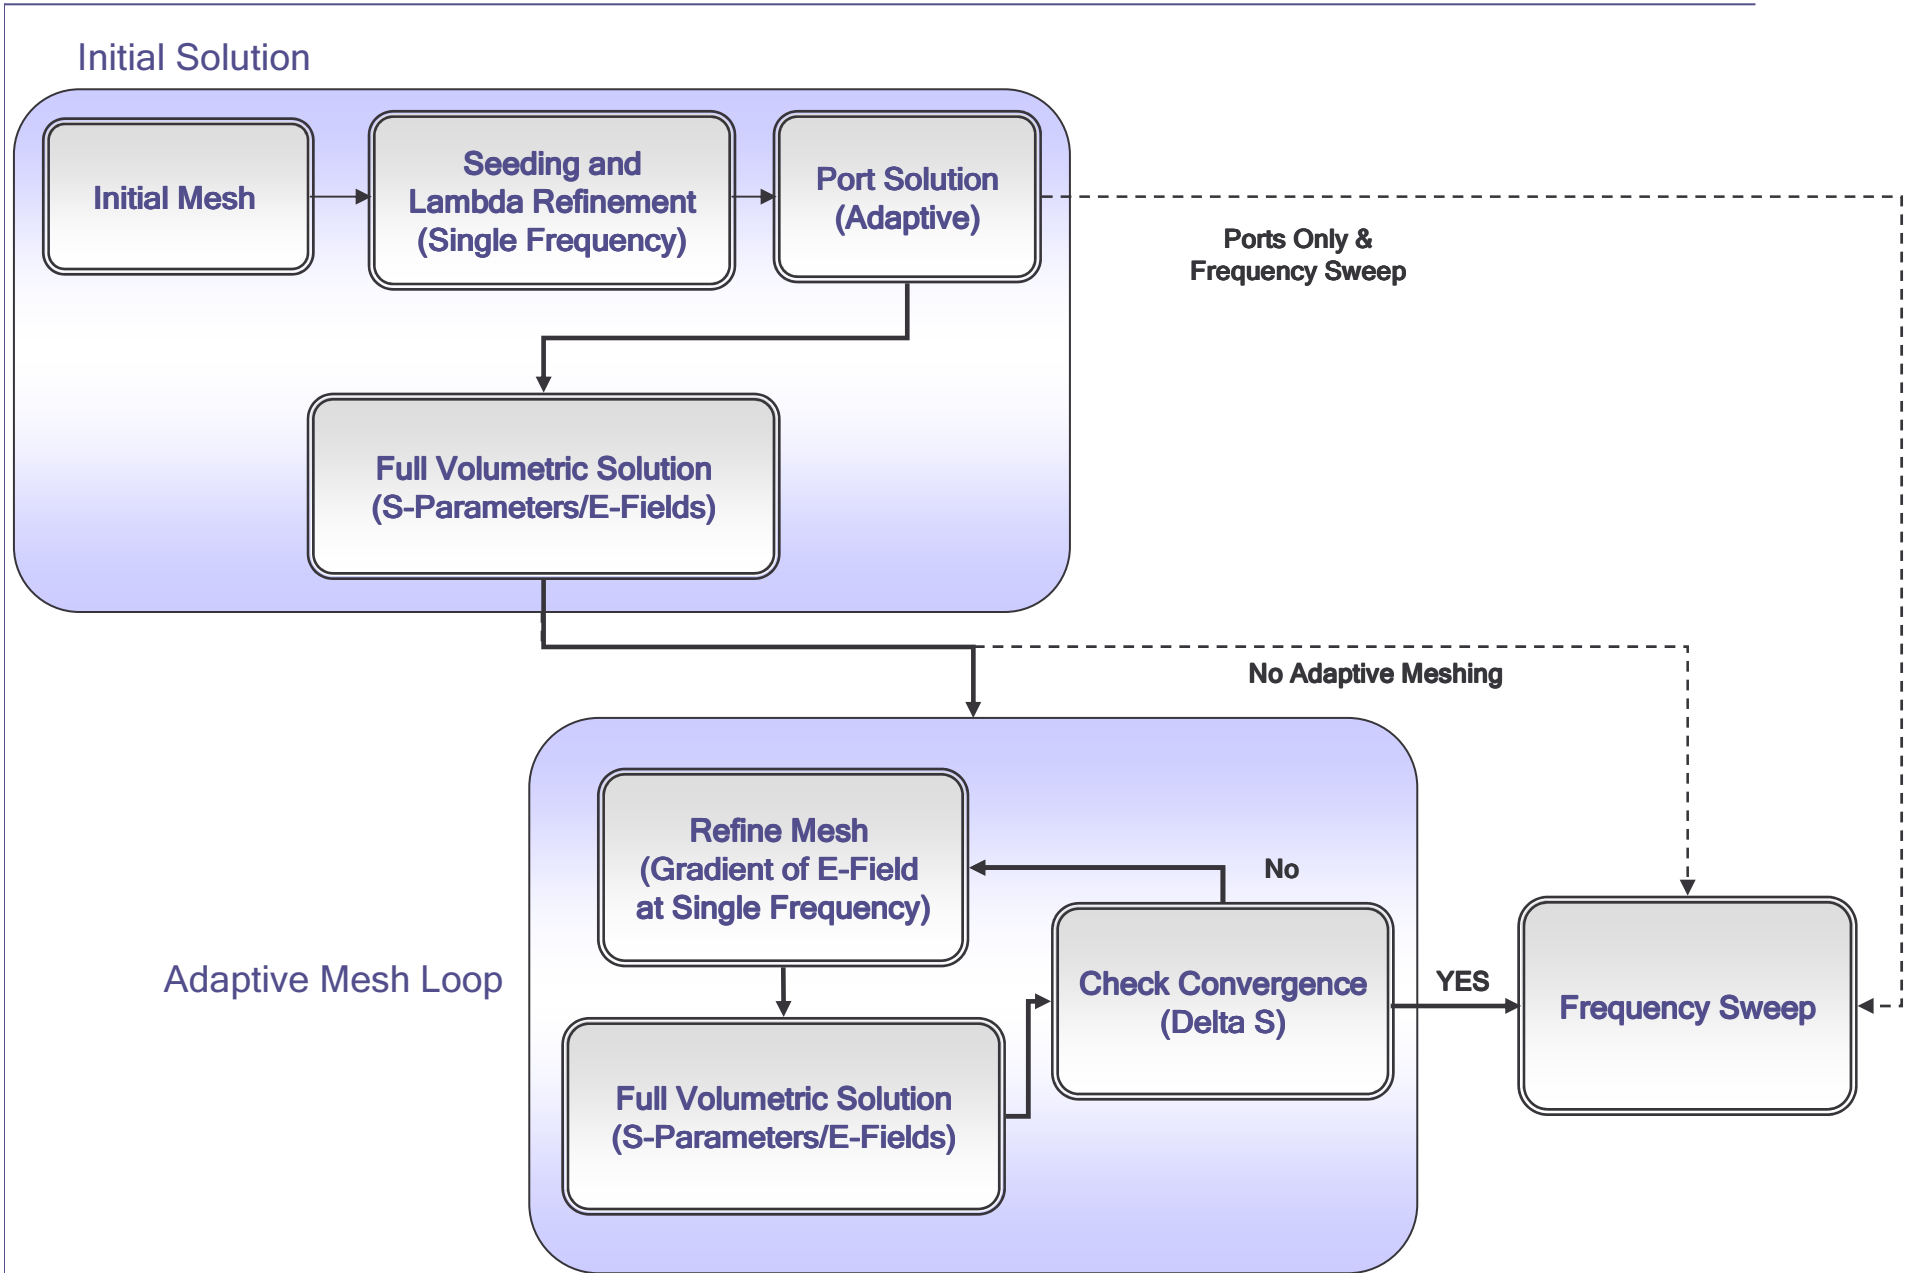 Initial Solution
Initial Mesh
Seeding and
Lambda Refinement
(Single Frequency)
Port Solution
(Adaptive)
Ports Only &
Frequency Sweep
Full Volumetric Solution
(S-Parameters/E-Fields)
No Adaptive Meshing
Refine Mesh
(Gradient of E-Field
at Single Frequency)
No
Adaptive Mesh Loop
Check Convergence
(Delta S)
YES
Frequency Sweep
Full Volumetric Solution
(S-Parameters/E-Fields)